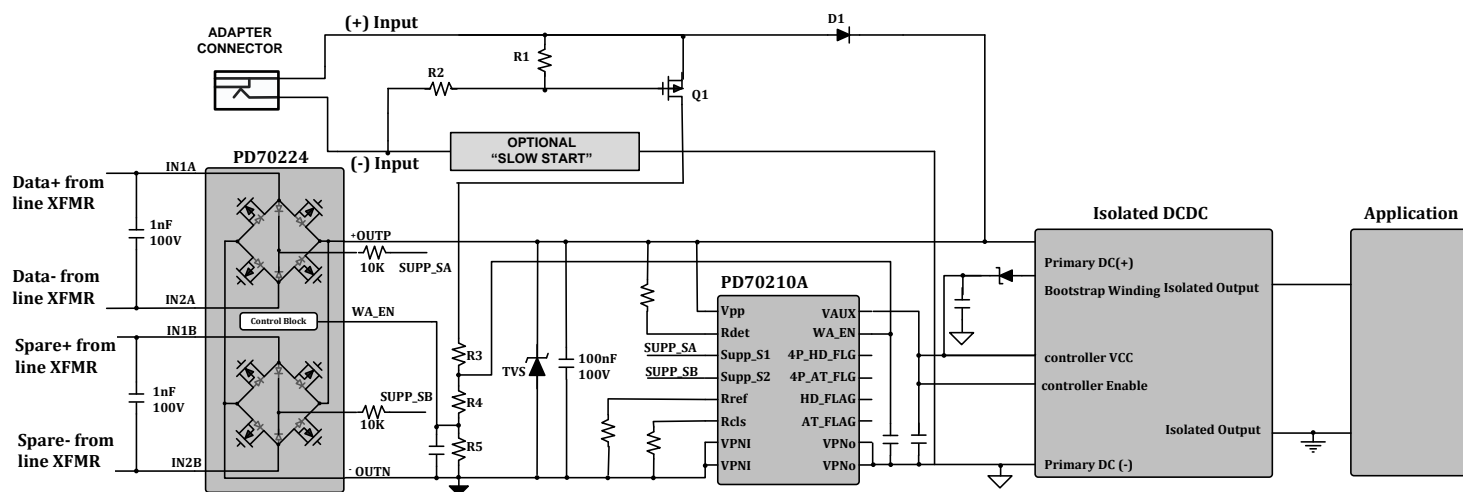 (+) Input
D1
ADAPTER
CONNECTOR
R1
R2
Q1
OPTIONAL
“SLOW START”
(-) Input
PD70224
IN1A
Data+ from
line XFMR
1nF
100V
Data- from
line XFMR
IN2A
+OUTP
10K
SUPP_SA
Control Block
WA_EN
IN1B
Spare+ from
line XFMR
1nF
100V
Spare- from
line XFMR
IN2B
SUPP_SB
10K
- OUTN
R3
R4
R5
TVS
100nF
100V
PD70210A
Vpp
Rdet
SUPP_SA
Supp_S1
SUPP_SB
Supp_S2
Rref
Rcls
VPNI
VPNI
VAUX
WA_EN
4P_HD_FLG
4P_AT_FLG
HD_FLAG
AT_FLAG
VPNo
VPNo
Isolated DCDC
Primary DC(+)
Bootstrap Winding
Isolated Output
controller VCC
controller Enable
Isolated Output
Primary DC (-)
Application